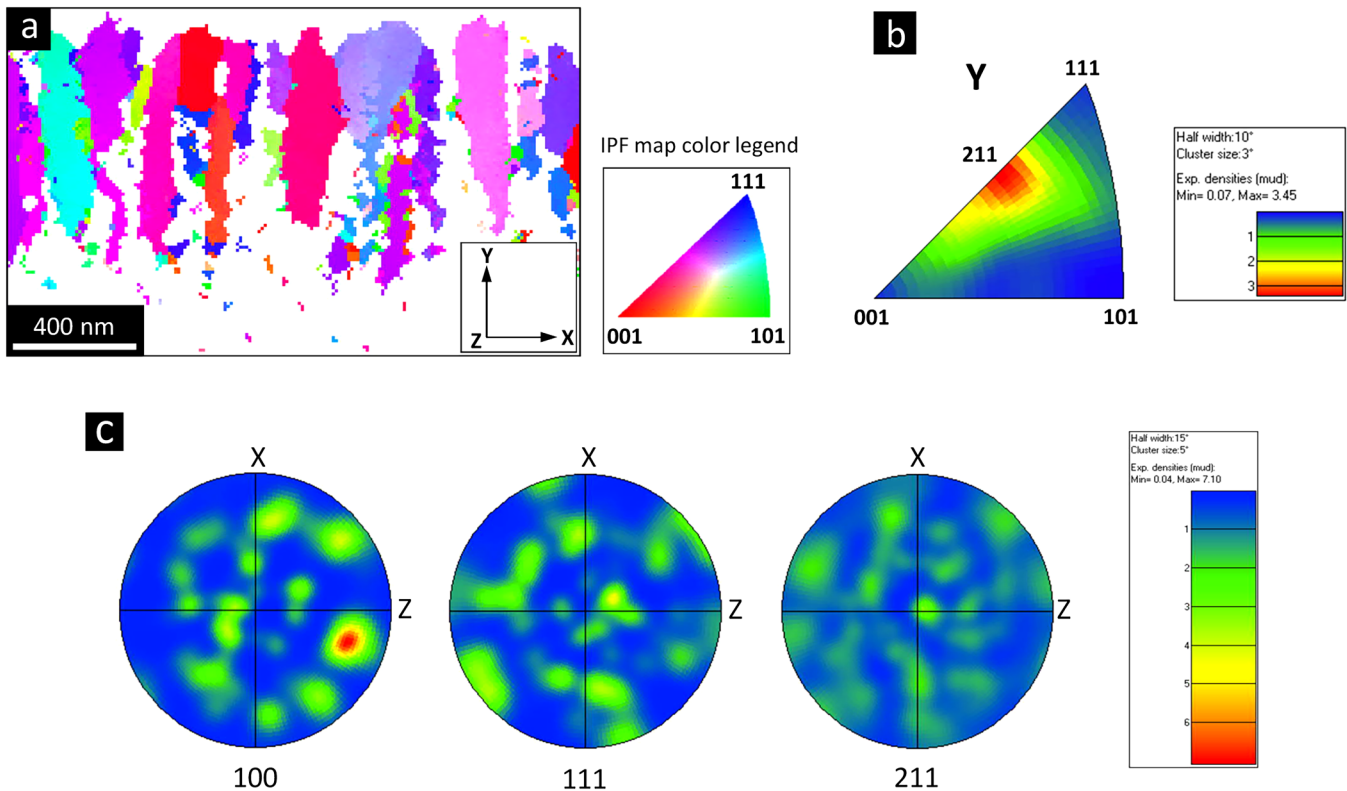 a
400 nm
Y
Z
X
IPF map color legend
111
001
101
b
Y
111
211
001
101
Half width:10°
Cluster size:3°
Exp. densities (mud):
Min= 0.07, Max= 3.45
1
2
3
c
X
Z
100
X
Z
111
X
Z
211
Half width:15°
Cluster size:5°
Exp. densities (mud):
Min= 0.04, Max= 7.10
1
2
3
4
5
6